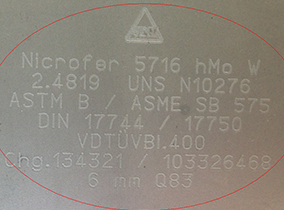 Nicrofer 5716 hMo W
2.4819 UNS N10276
ASTM B / ASME SB 575
DIN 17744 / 17750
VDTÜVBl.400
Chg.134321 / 103326468
6 mm Q83